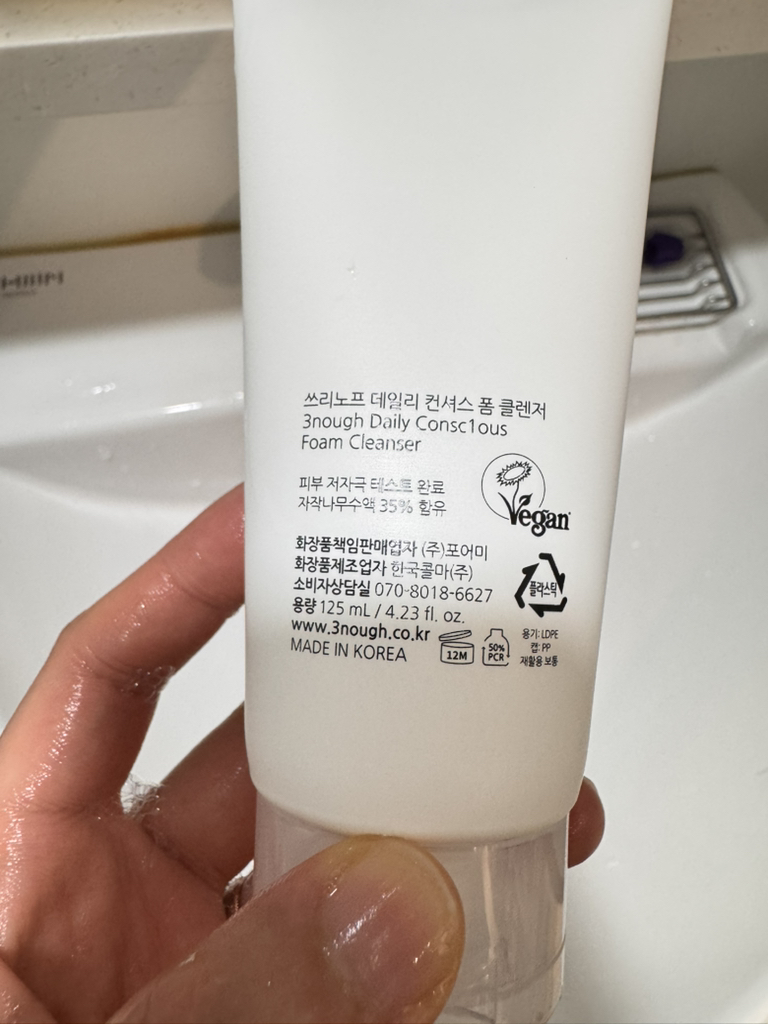 쓰리노프 데일리 컨셔스 폼 클렌저
3nough Daily Consc1ous
Foam Cleanser
피부 저자극 테스트 완료
자작나무수액 35% 함유
Vegan
화장품책임판매업자 (주)포어미
화장품제조업자 한국콜마(주)
소비자상담실 070-8018-6627
용량 125 mL / 4.23 fl. oz.
www.3nough.co.kr
MADE IN KOREA
12M
50%
PCR
플라스틱
용기: LDPE
캡: PP
재활용 보통